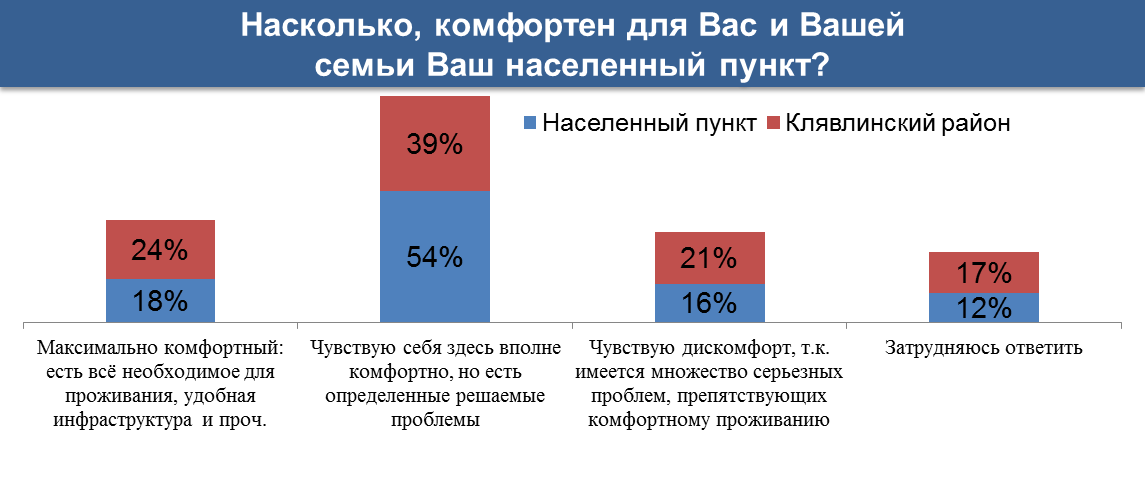 Насколько, комфортен для Вас и Вашей
семьи Ваш населенный пункт?
Населенный пункт
Клявлинский район
24%
18%
39%
54%
21%
16%
17%
12%
Максимально комфортный:
есть всё необходимое для
проживания, удобная
инфраструктура и проч.
Чувствую себя здесь вполне
комфортно, но есть
определенные решаемые
проблемы
Чувствую дискомфорт, т.к.
имеется множество серьезных
проблем, препятствующих
комфортному проживанию
Затрудняюсь ответить